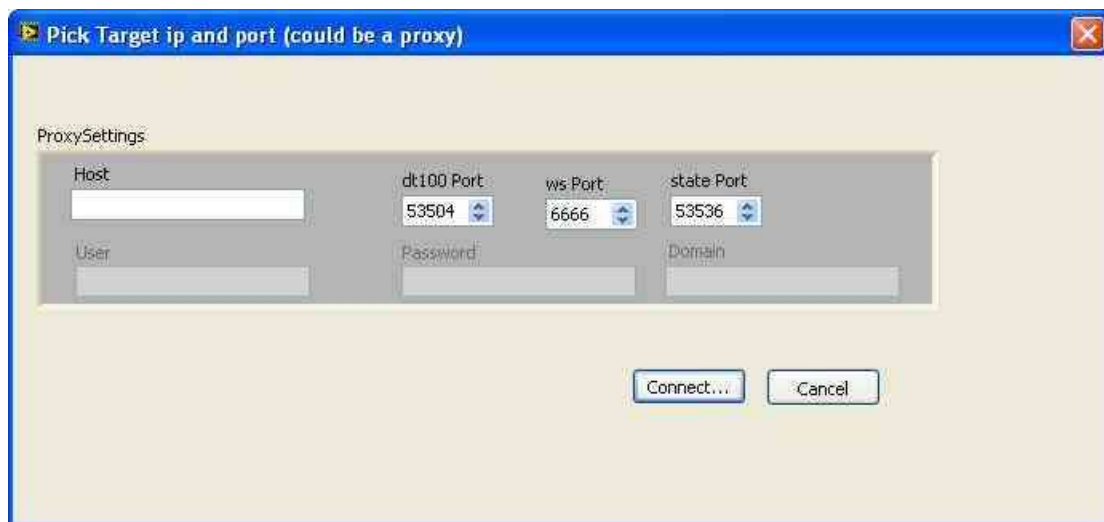 Pick Target ip and port (could be a proxy)
ProxySettings
Host
dt100 Port
ws Port
state Port
53504
6666
53536
User
Password
Domain
Connect...
Cancel